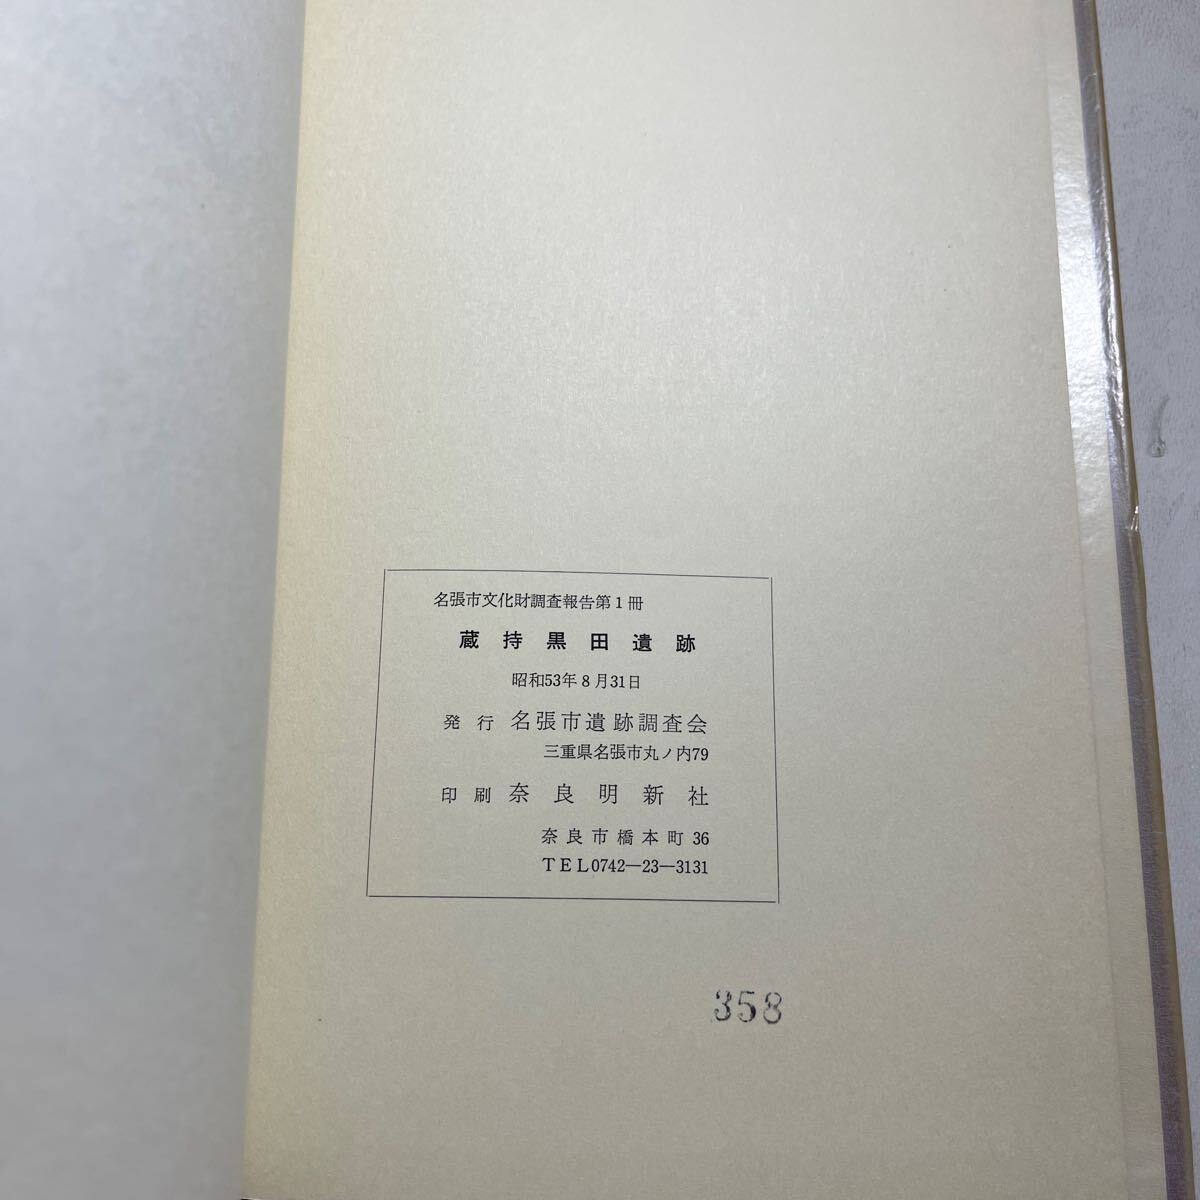 名張市文化財調査報告第1冊
蔵持黒田遺跡
昭和53年8月31日
発行 名張市遺跡調査会
三重県名張市丸ノ内79
印刷 奈良明新社
奈良市橋本町36
TEL0742―23―3131
358